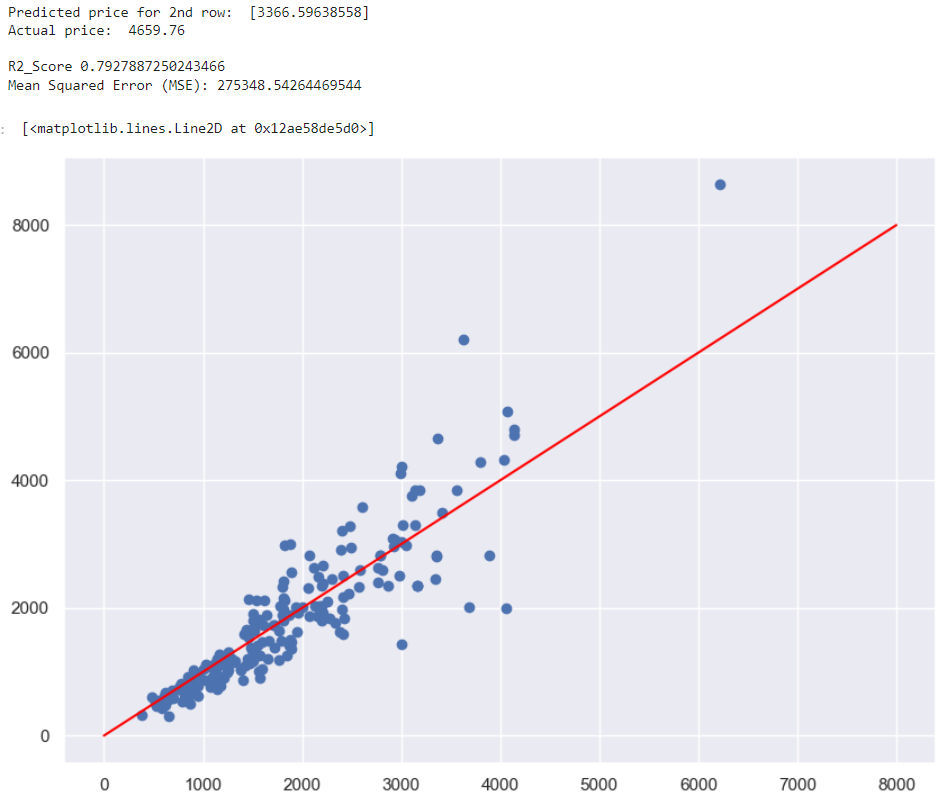 Predicted price for 2nd row:  [3366.59638558]
Actual price:  4659.76
R2_Score 0.7927887250243466
Mean Squared Error (MSE): 275348.54264469544
: [<matplotlib.lines.Line2D at 0x12ae58de5d0>]
8000
6000
4000
2000
0
0 1000 2000 3000 4000 5000 6000 7000 8000